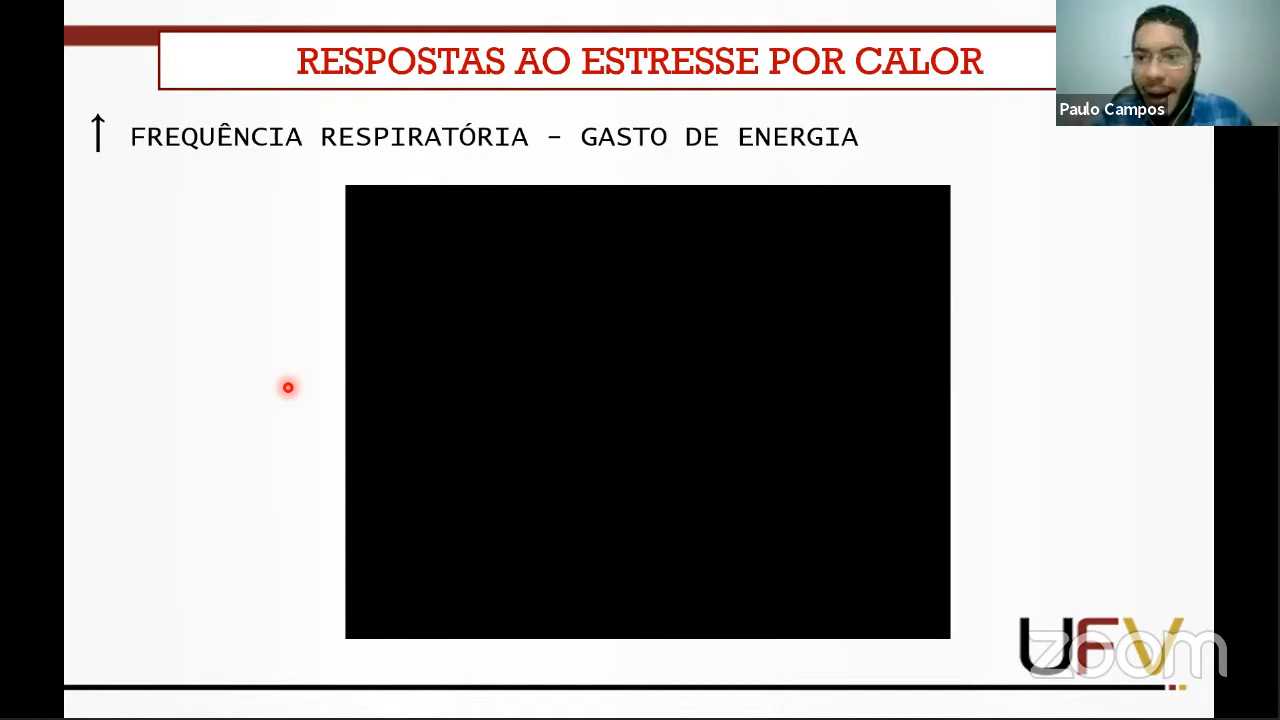 RESPOSTAS AO ESTRESSE POR CALOR
Paulo Campos
↑ FREQUÊNCIA RESPIRATÓRIA – GASTO DE ENERGIA
UFV
zoom